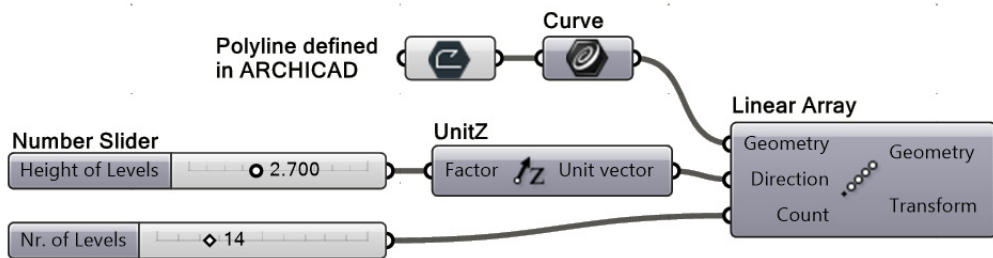 Curve
Polyline defined
in ARCHICAD
Linear Array
Number Slider
UnitZ
Geometry
Geometry
Height of Levels
2.700
Factor
Z
Unit vector
Direction
Count
Transform
Nr. of Levels
14